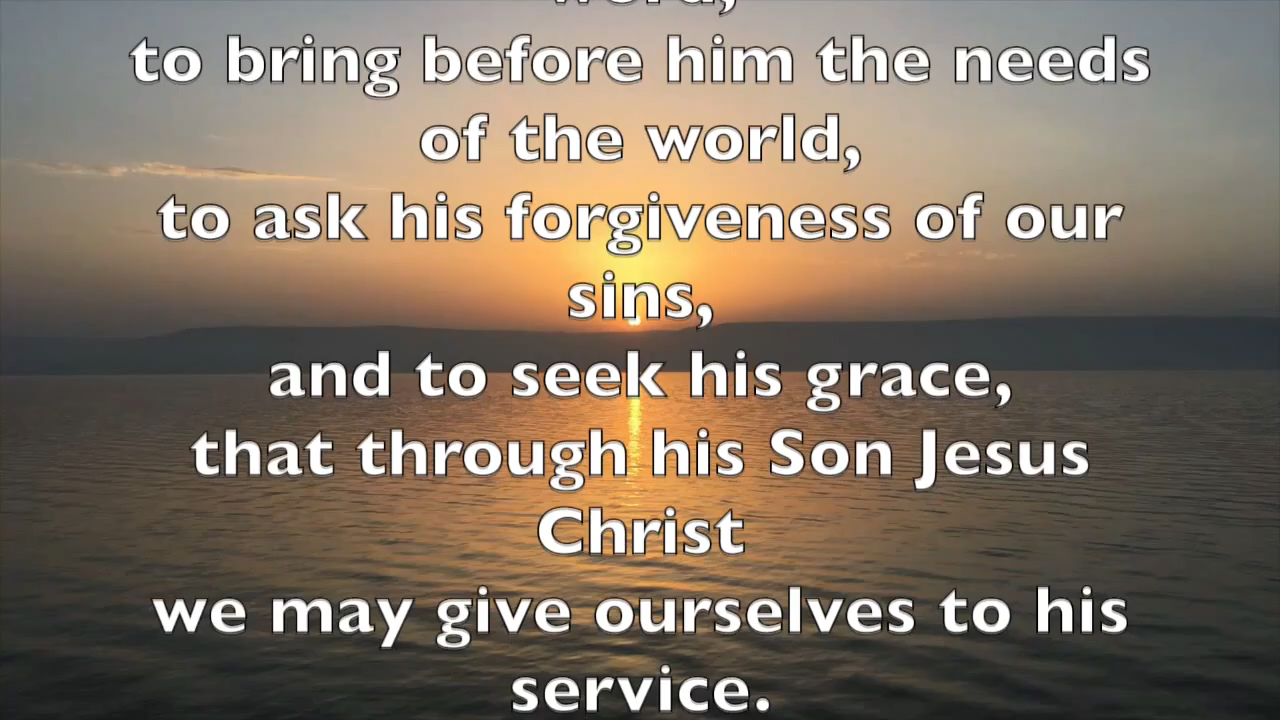 word,
to bring before him the needs
of the world,
to ask his forgiveness of our
sins,
and to seek his grace,
that through his Son Jesus
Christ
we may give ourselves to his
service.